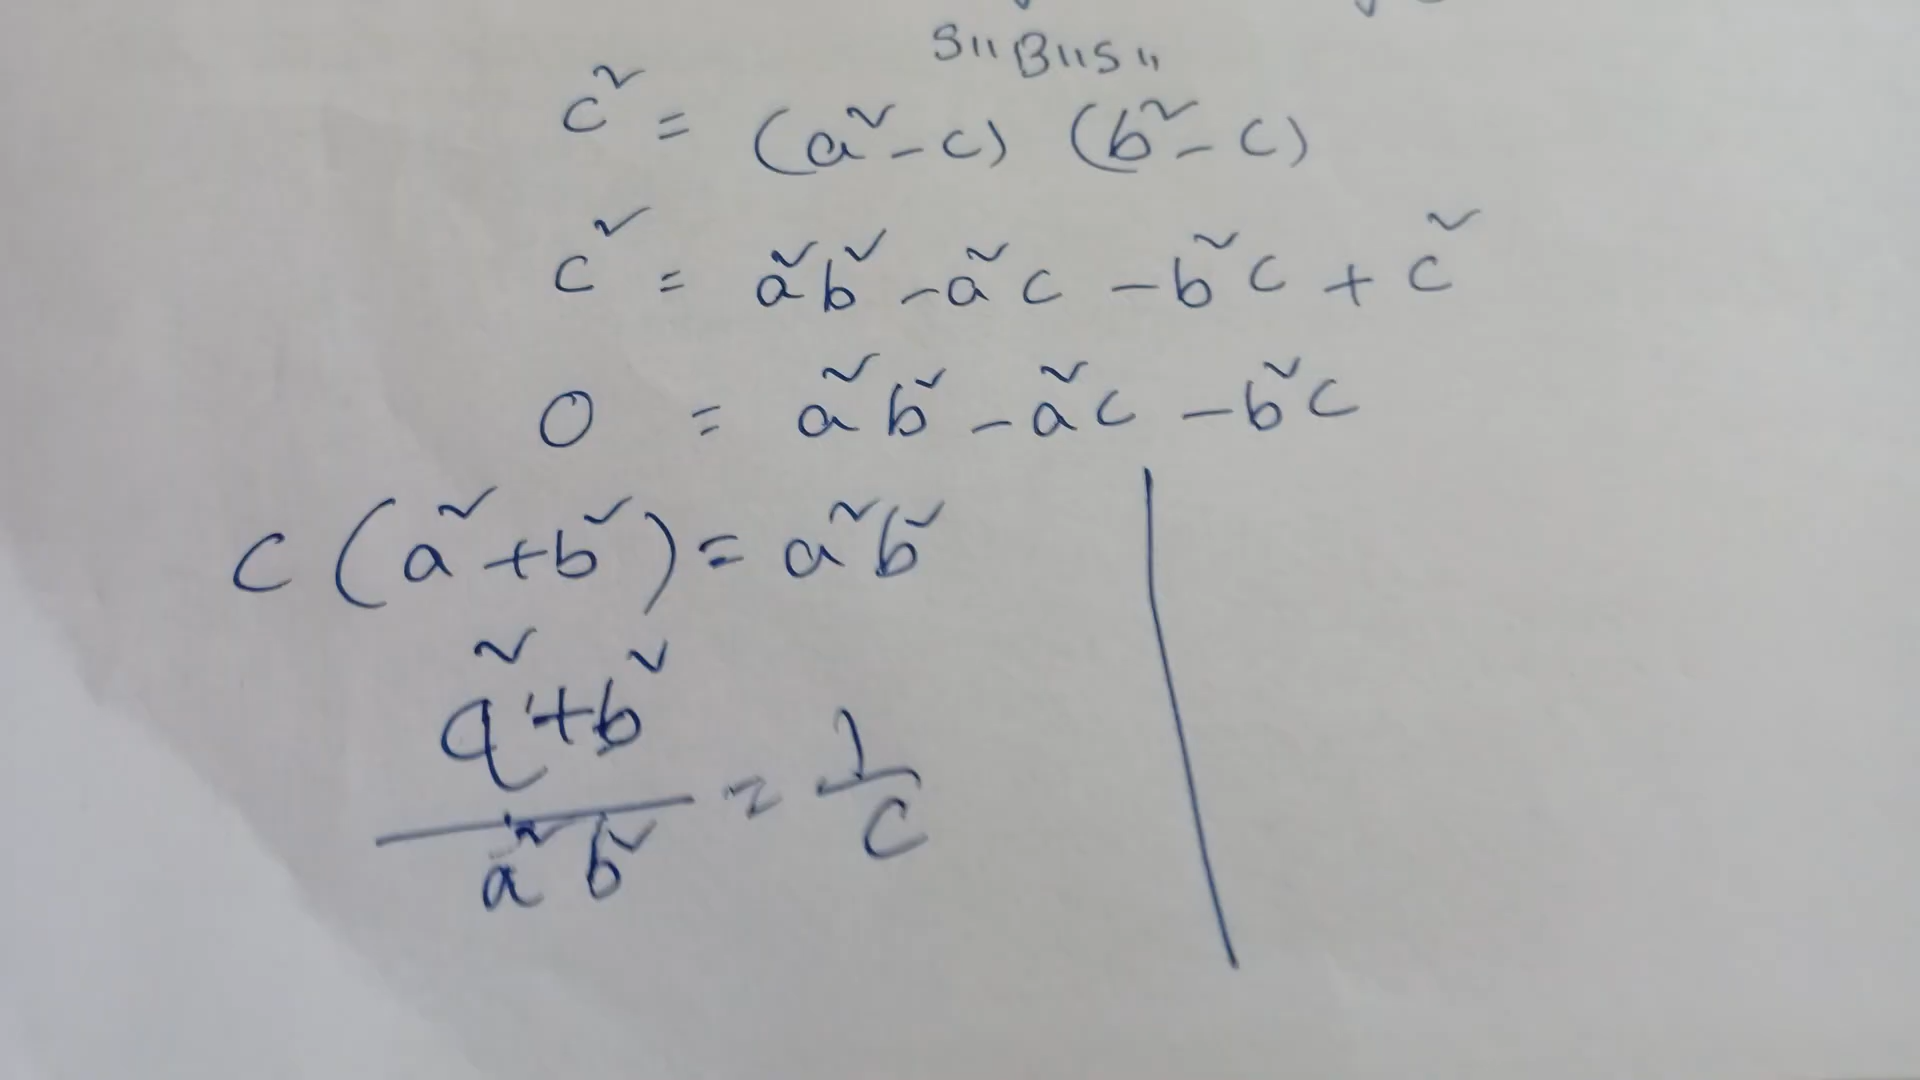 S" B" S"
c² = (a² - c) (b² - c)
c² = a²b² - a²c - b²c + c²
0 = a²b² - a²c - b²c
c(a² + b²) = a²b²
(a² + b²)/(a²b²) = 1/c